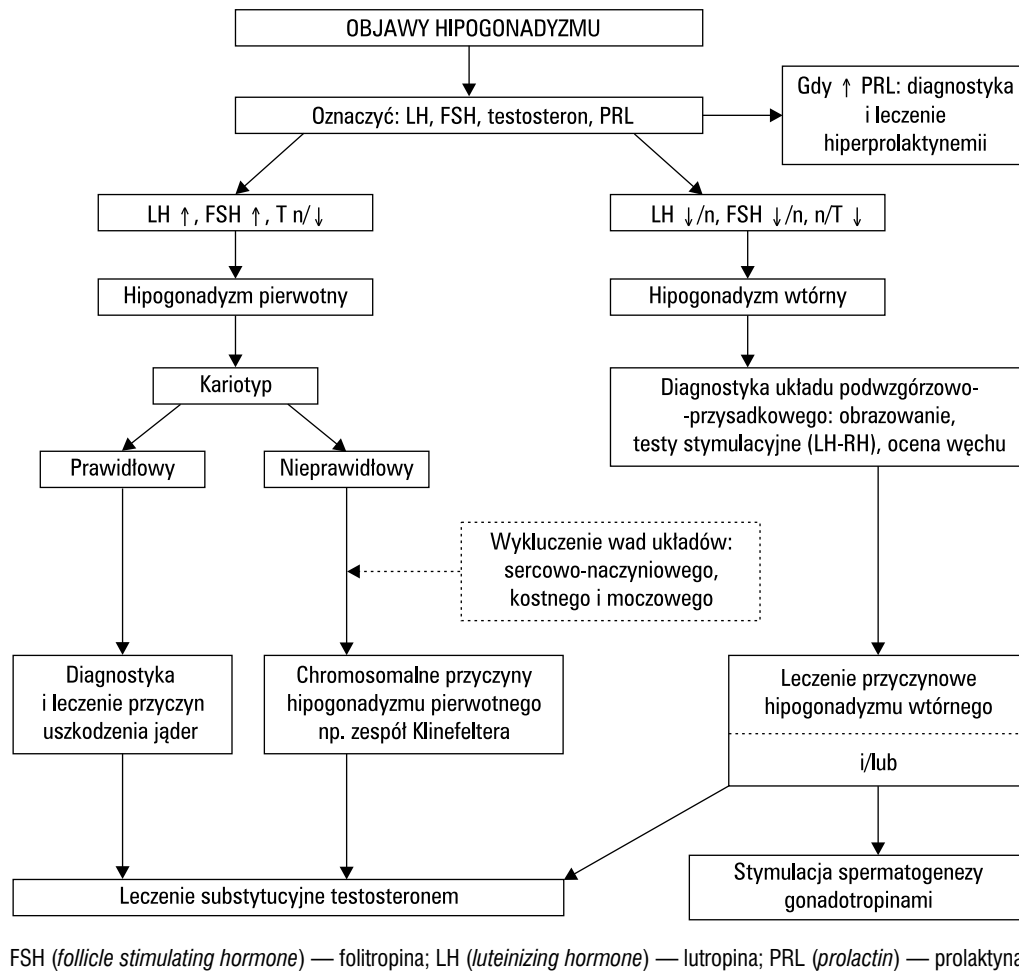 OBJAWY HIPOGONADYZMU
Gdy ↑ PRL: diagnostyka
i leczenie
hiperprolaktynemii
Oznaczyć: LH, FSH, testosteron, PRL
LH ↑, FSH ↑, T n/↓
LH ↓/n, FSH ↓/n, n/T ↓
Hipogonadyzm pierwotny
Hipogonadyzm wtórny
Kariotyp
Diagnostyka układu podwzgórzowo-
-przysadkowego: obrazowanie,
testy stymulacyjne (LH-RH), ocena węchu
Prawidłowy
Nieprawidłowy
Wykluczenie wad układów:
sercowo-naczyniowego,
kostnego i moczowego
Diagnostyka
i leczenie przyczyn
uszkodzenia jąder
Chromosomalne przyczyny
hipogonadyzmu pierwotnego
np. zespół Klinefeltera
Leczenie przyczynowe
hipogonadyzmu wtórnego
i/lub
Leczenie substytucyjne testosteronem
Stymulacja spermatogenezy
gonadotropinami
FSH (follicle stimulating hormone) — folitropina; LH (luteinizing hormone) — lutropina; PRL (prolactin) — prolaktyna